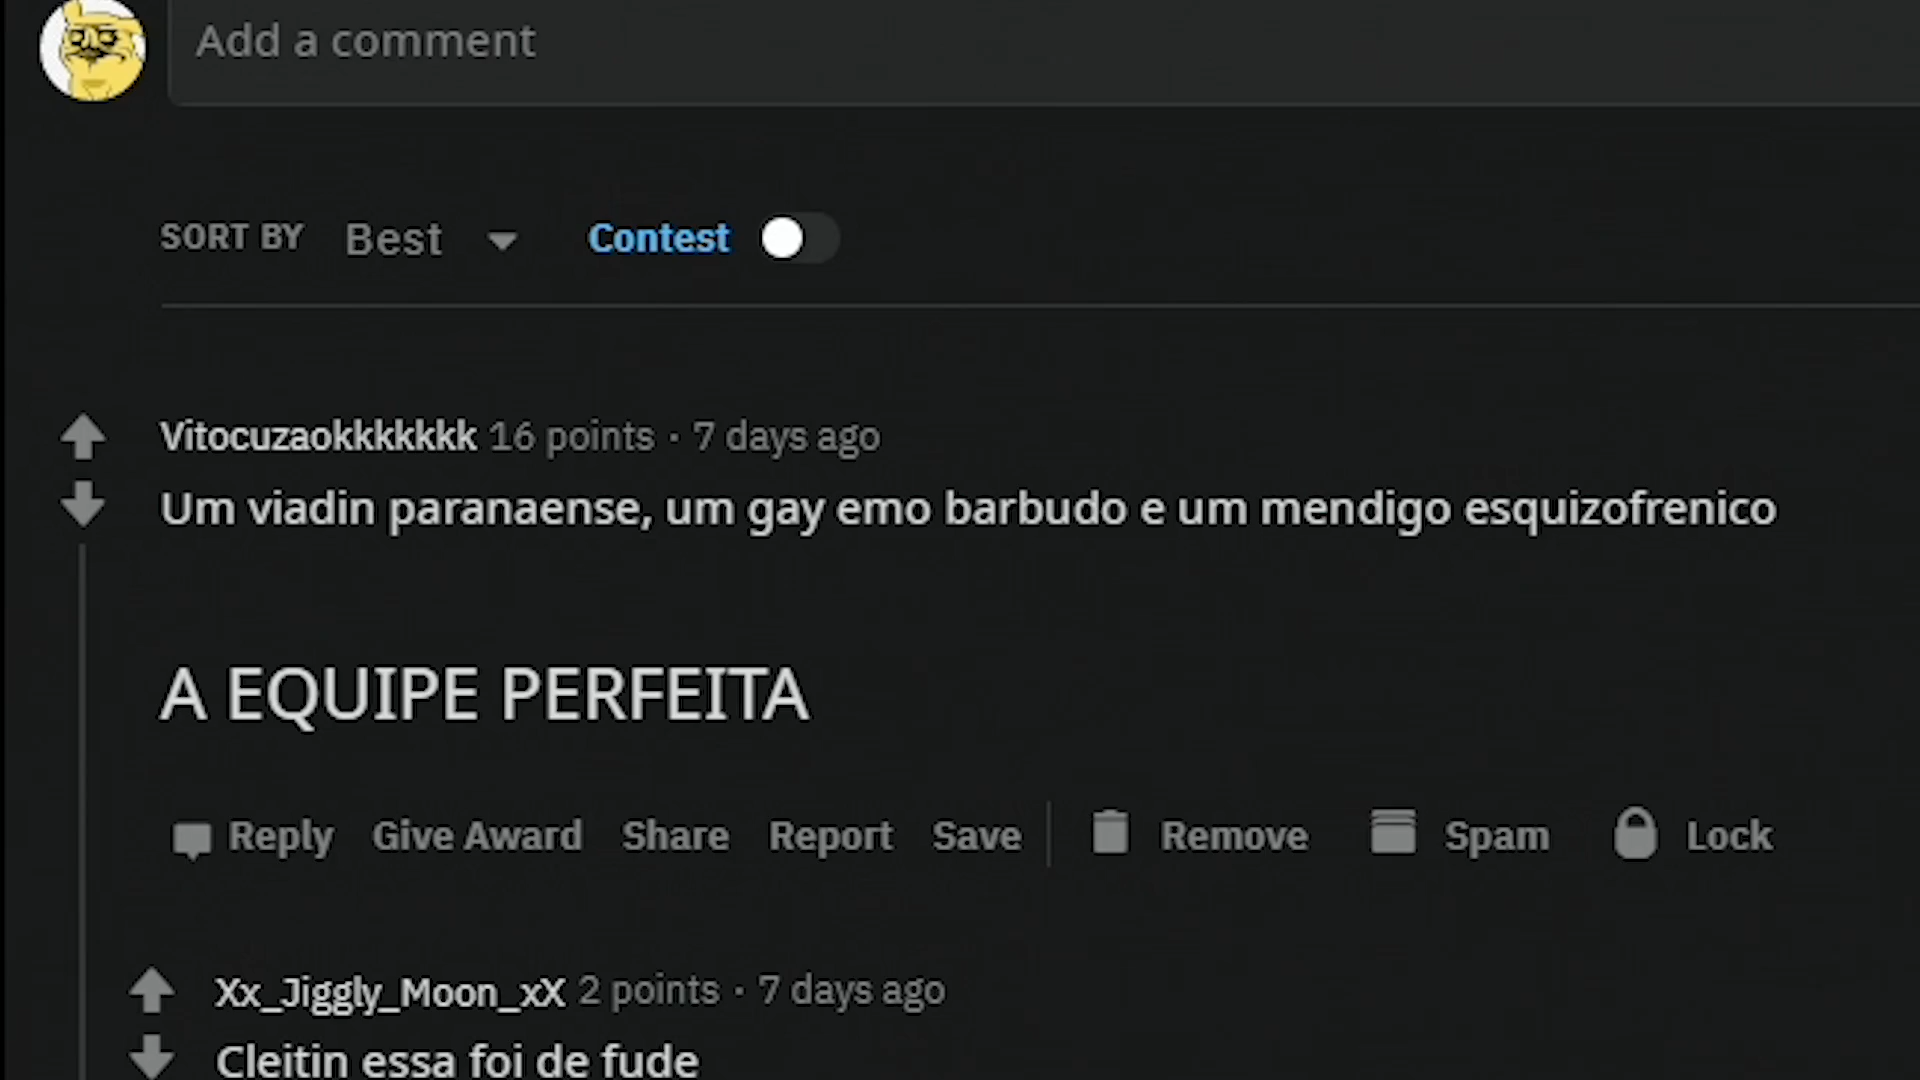 Add a comment
SORT BY Best Contest
Vitocuzaokkkkkkk 16 points · 7 days ago
Um viadin paranaense, um gay emo barbudo e um mendigo esquizofrenico
A EQUIPE PERFEITA
Reply Give Award Share Report Save Remove Spam Lock
Xx_Jiggly_Moon_xX 2 points · 7 days ago
Cleitin essa foi de fude